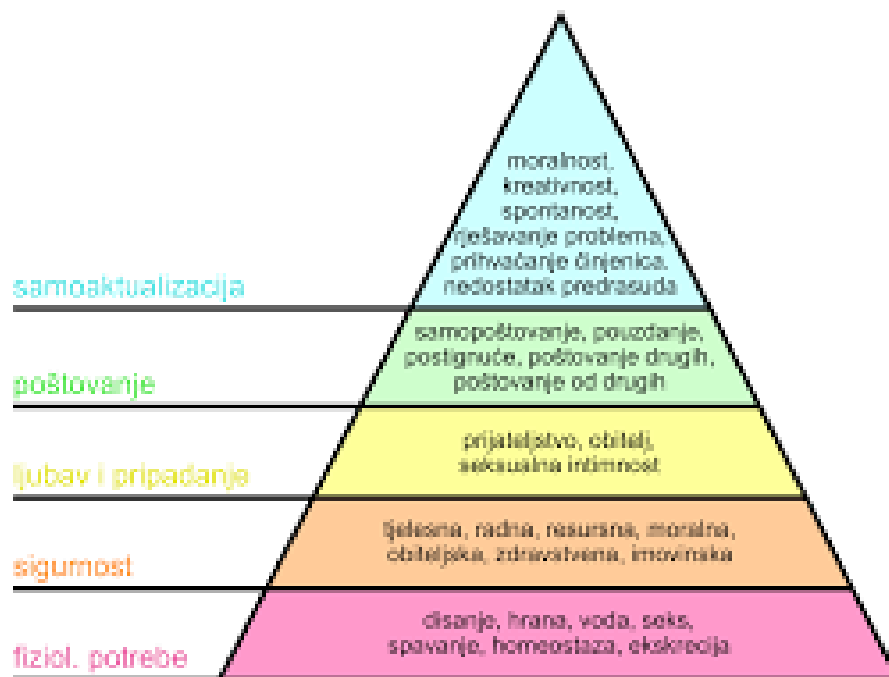 moralnost,
kreativnost,
spontanost,
rješavanje problema,
prihvaćanje činjenica,
nedostatak predrasuda
samoaktualizacija
samopoštovanje, pouzdanje,
postignuće, poštovanje drugih,
poštovanje od drugih
poštovanje
prijateljstvo, obitelj,
seksualna intimnost
ljubav i pripadanje
tjelesna, radna, resursna, moralna,
obiteljska, zdravstvena, imovinska
sigurnost
disanje, hrana, voda, seks,
spavanje, homeostaza, ekskrecija
fiziol. potrebe